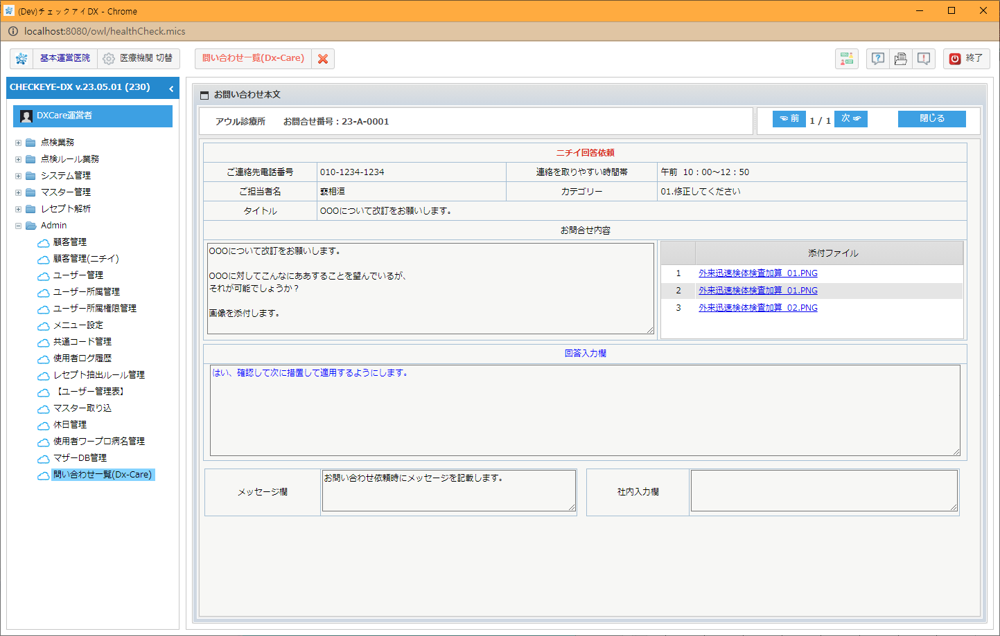 (Dev)チェックアイDX - Chrome
localhost:8080/owl/healthCheck.mics
基本運営医院
医療機関 切替
問い合わせ一覧(Dx-Care)
終了
CHECKEYE-DX v.23.05.01 (230)
DXCare運営者
点検業務
点検ルール業務
システム管理
マスター管理
レセプト解析
Admin
顧客管理
顧客管理(ニチイ)
ユーザー管理
ユーザー所属管理
ユーザー所属権限管理
メニュー設定
共通コード管理
使用者ログ履歴
レセプト抽出ルール管理
【ユーザー管理表】
マスター取り込
休日管理
使用者ワープロ病名管理
マザーDB管理
問い合わせ一覧(Dx-Care)
お問い合わせ本文
アウル診療所 お問合せ番号 : 23-A-0001
前 1 / 1 次
閉じる
ニチイ回答依頼
ご連絡先電話番号 010-1234-1234 連絡を取りやすい時間帯 午前 10：00～12：50
ご担当者名 裵相洹 カテゴリー 01.修正してください
タイトル OOOについて改訂をお願いします。
お問合せ内容
OOOについて改訂をお願いします。
OOOに対してこんなにああすることを望んでいるが、
それが可能でしょうか？
画像を添付します。
添付ファイル
1 外来迅速検体検査加算_01.PNG
2 外来迅速検体検査加算_01.PNG
3 外来迅速検体検査加算_02.PNG
回答入力欄
はい、確認して次に措置して適用するようにします。
メッセージ欄 お問い合わせ依頼時にメッセージを記載します。
社内入力欄